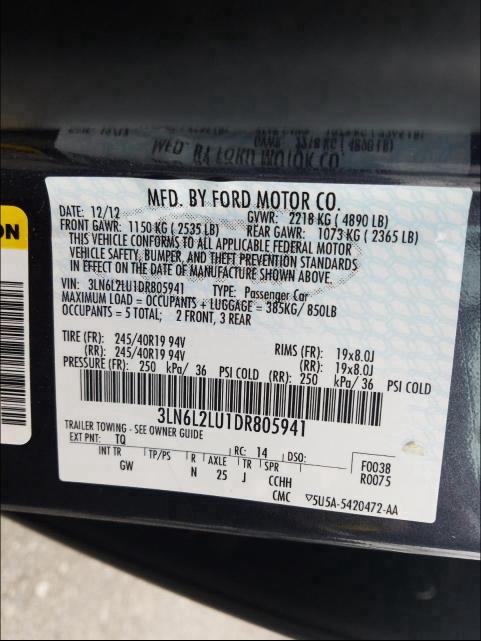 MFD. BY FORD MOTOR CO.
ON
MFD. BY FORD MOTOR CO.
DATE: 12/12 GVWR: 2218 KG ( 4890 LB)
FRONT GAWR: 1150 KG ( 2535 LB) REAR GAWR: 1073 KG ( 2365 LB)
THIS VEHICLE CONFORMS TO ALL APPLICABLE FEDERAL MOTOR
VEHICLE SAFETY, BUMPER, AND THEFT PREVENTION STANDARDS
IN EFFECT ON THE DATE OF MANUFACTURE SHOWN ABOVE.
VIN: 3LN6L2LU1DR805941 TYPE: Passenger Car
MAXIMUM LOAD = OCCUPANTS + LUGGAGE = 385KG/ 850LB
OCCUPANTS = 5 TOTAL; 2 FRONT, 3 REAR
TIRE (FR): 245/40R19 94V RIMS (FR): 19x8.0J
(RR): 245/40R19 94V (RR): 19x8.0J
PRESSURE (FR): 250 kPa/ 36 PSI COLD (RR): 250 kPa/ 36 PSI COLD
3LN6L2LU1DR805941
TRAILER TOWING - SEE OWNER GUIDE
EXT PNT: TQ RC: 14 DSO: F0038
INT TR TP/PS R AXLE TR SPR R0075
GW N 25 J CCHH
CMC ▽5U5A-5420472-AA